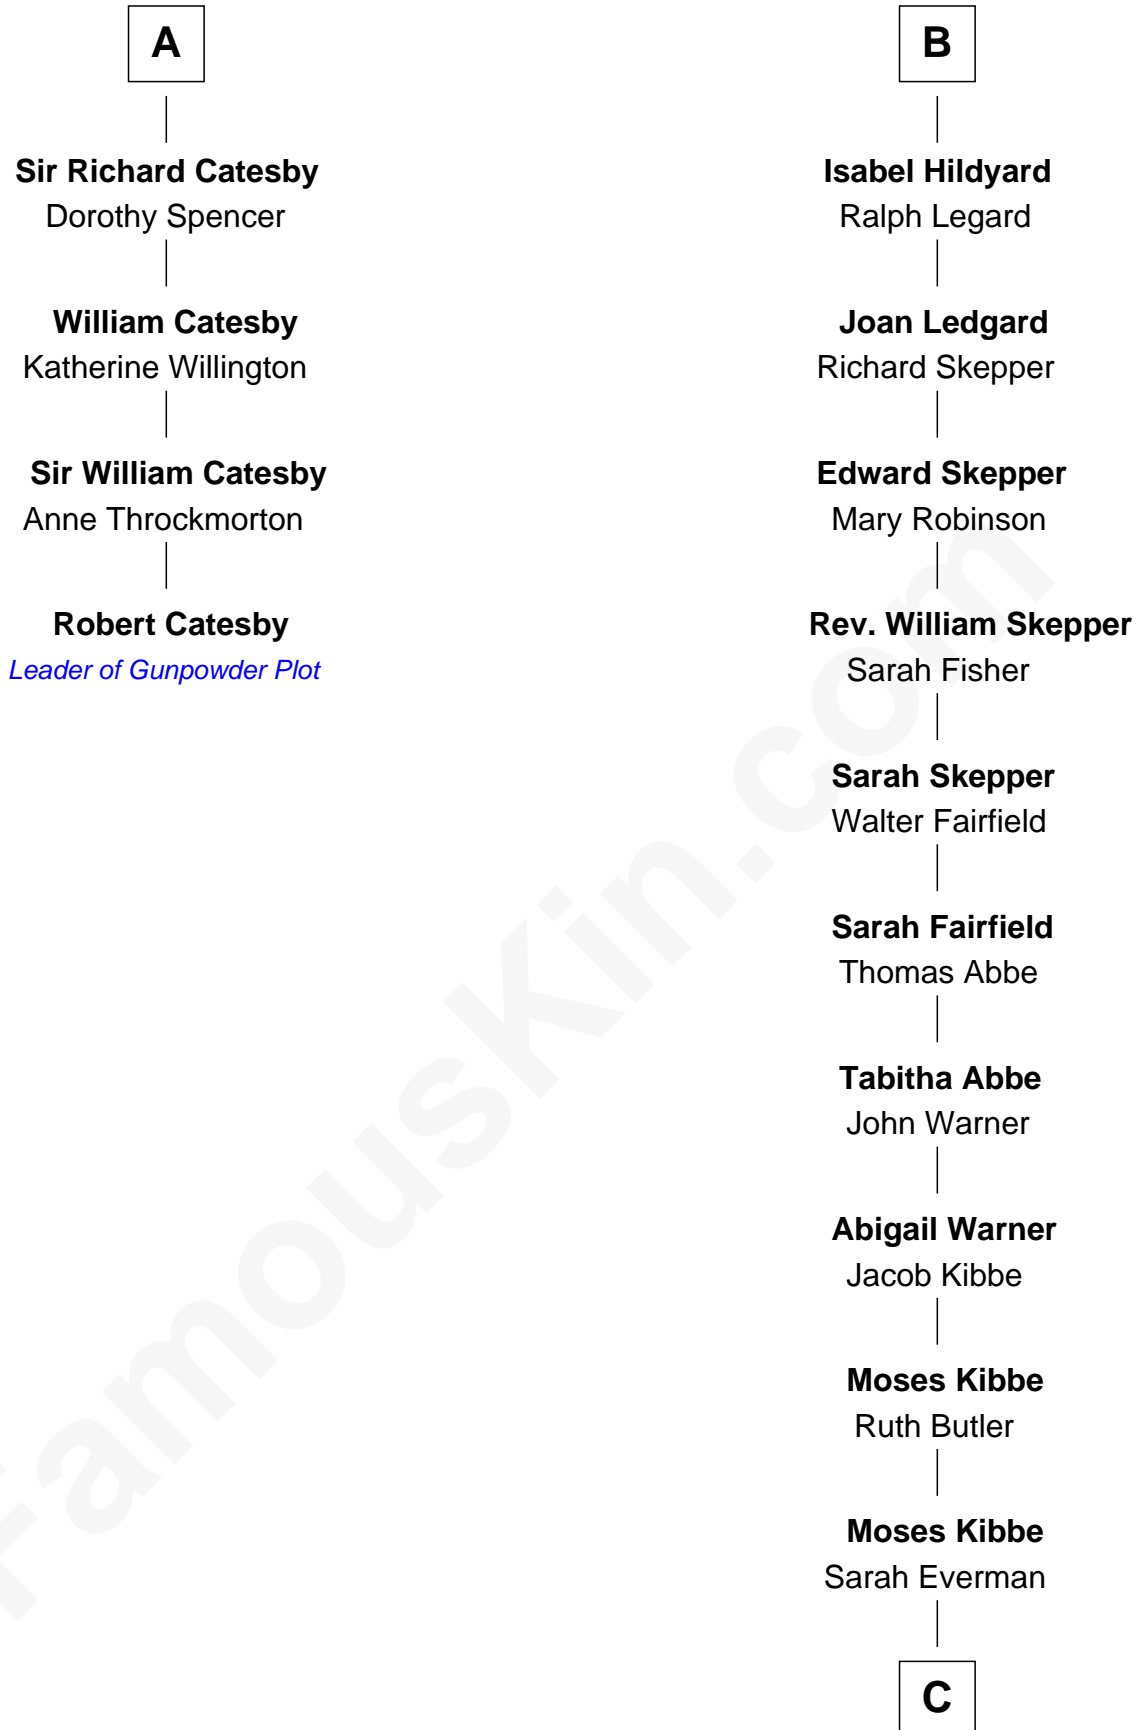 A
Sir Richard Catesby
Dorothy Spencer
William Catesby
Katherine Willington
Sir William Catesby
Anne Throckmorton
Robert Catesby
Leader of Gunpowder Plot
B
Isabel Hildyard
Ralph Legard
Joan Ledgard
Richard Skepper
Edward Skepper
Mary Robinson
Rev. William Skepper
Sarah Fisher
Sarah Skepper
Walter Fairfield
Sarah Fairfield
Thomas Abbe
Tabitha Abbe
John Warner
Abigail Warner
Jacob Kibbe
Moses Kibbe
Ruth Butler
Moses Kibbe
Sarah Everman
C
FamousKin.com